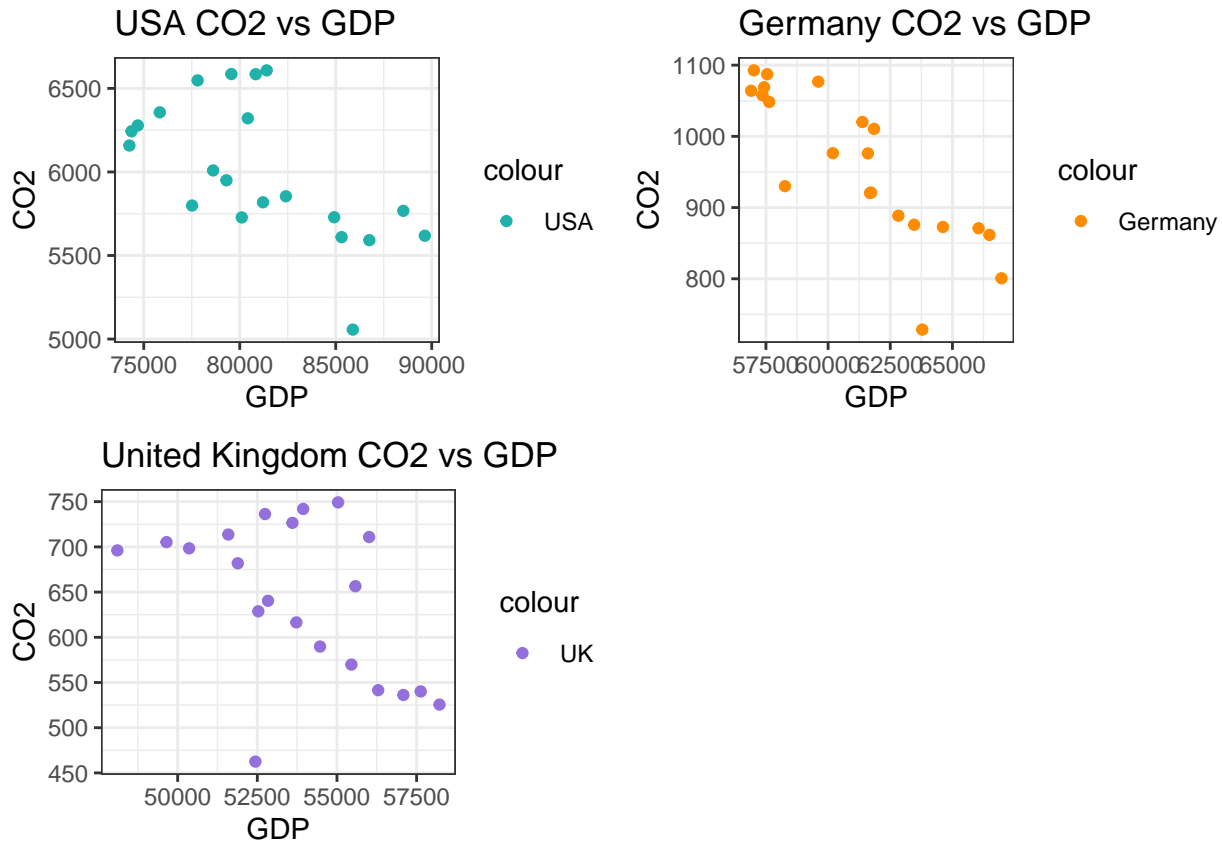 USA CO2 vs GDP
6500
6000
5500
5000
CO2
75000 80000 85000 90000
GDP
colour
USA
Germany CO2 vs GDP
1100
1000
900
800
CO2
57500 60000 62500 65000
GDP
colour
Germany
United Kingdom CO2 vs GDP
750
700
650
600
550
500
450
CO2
50000 52500 55000 57500
GDP
colour
UK